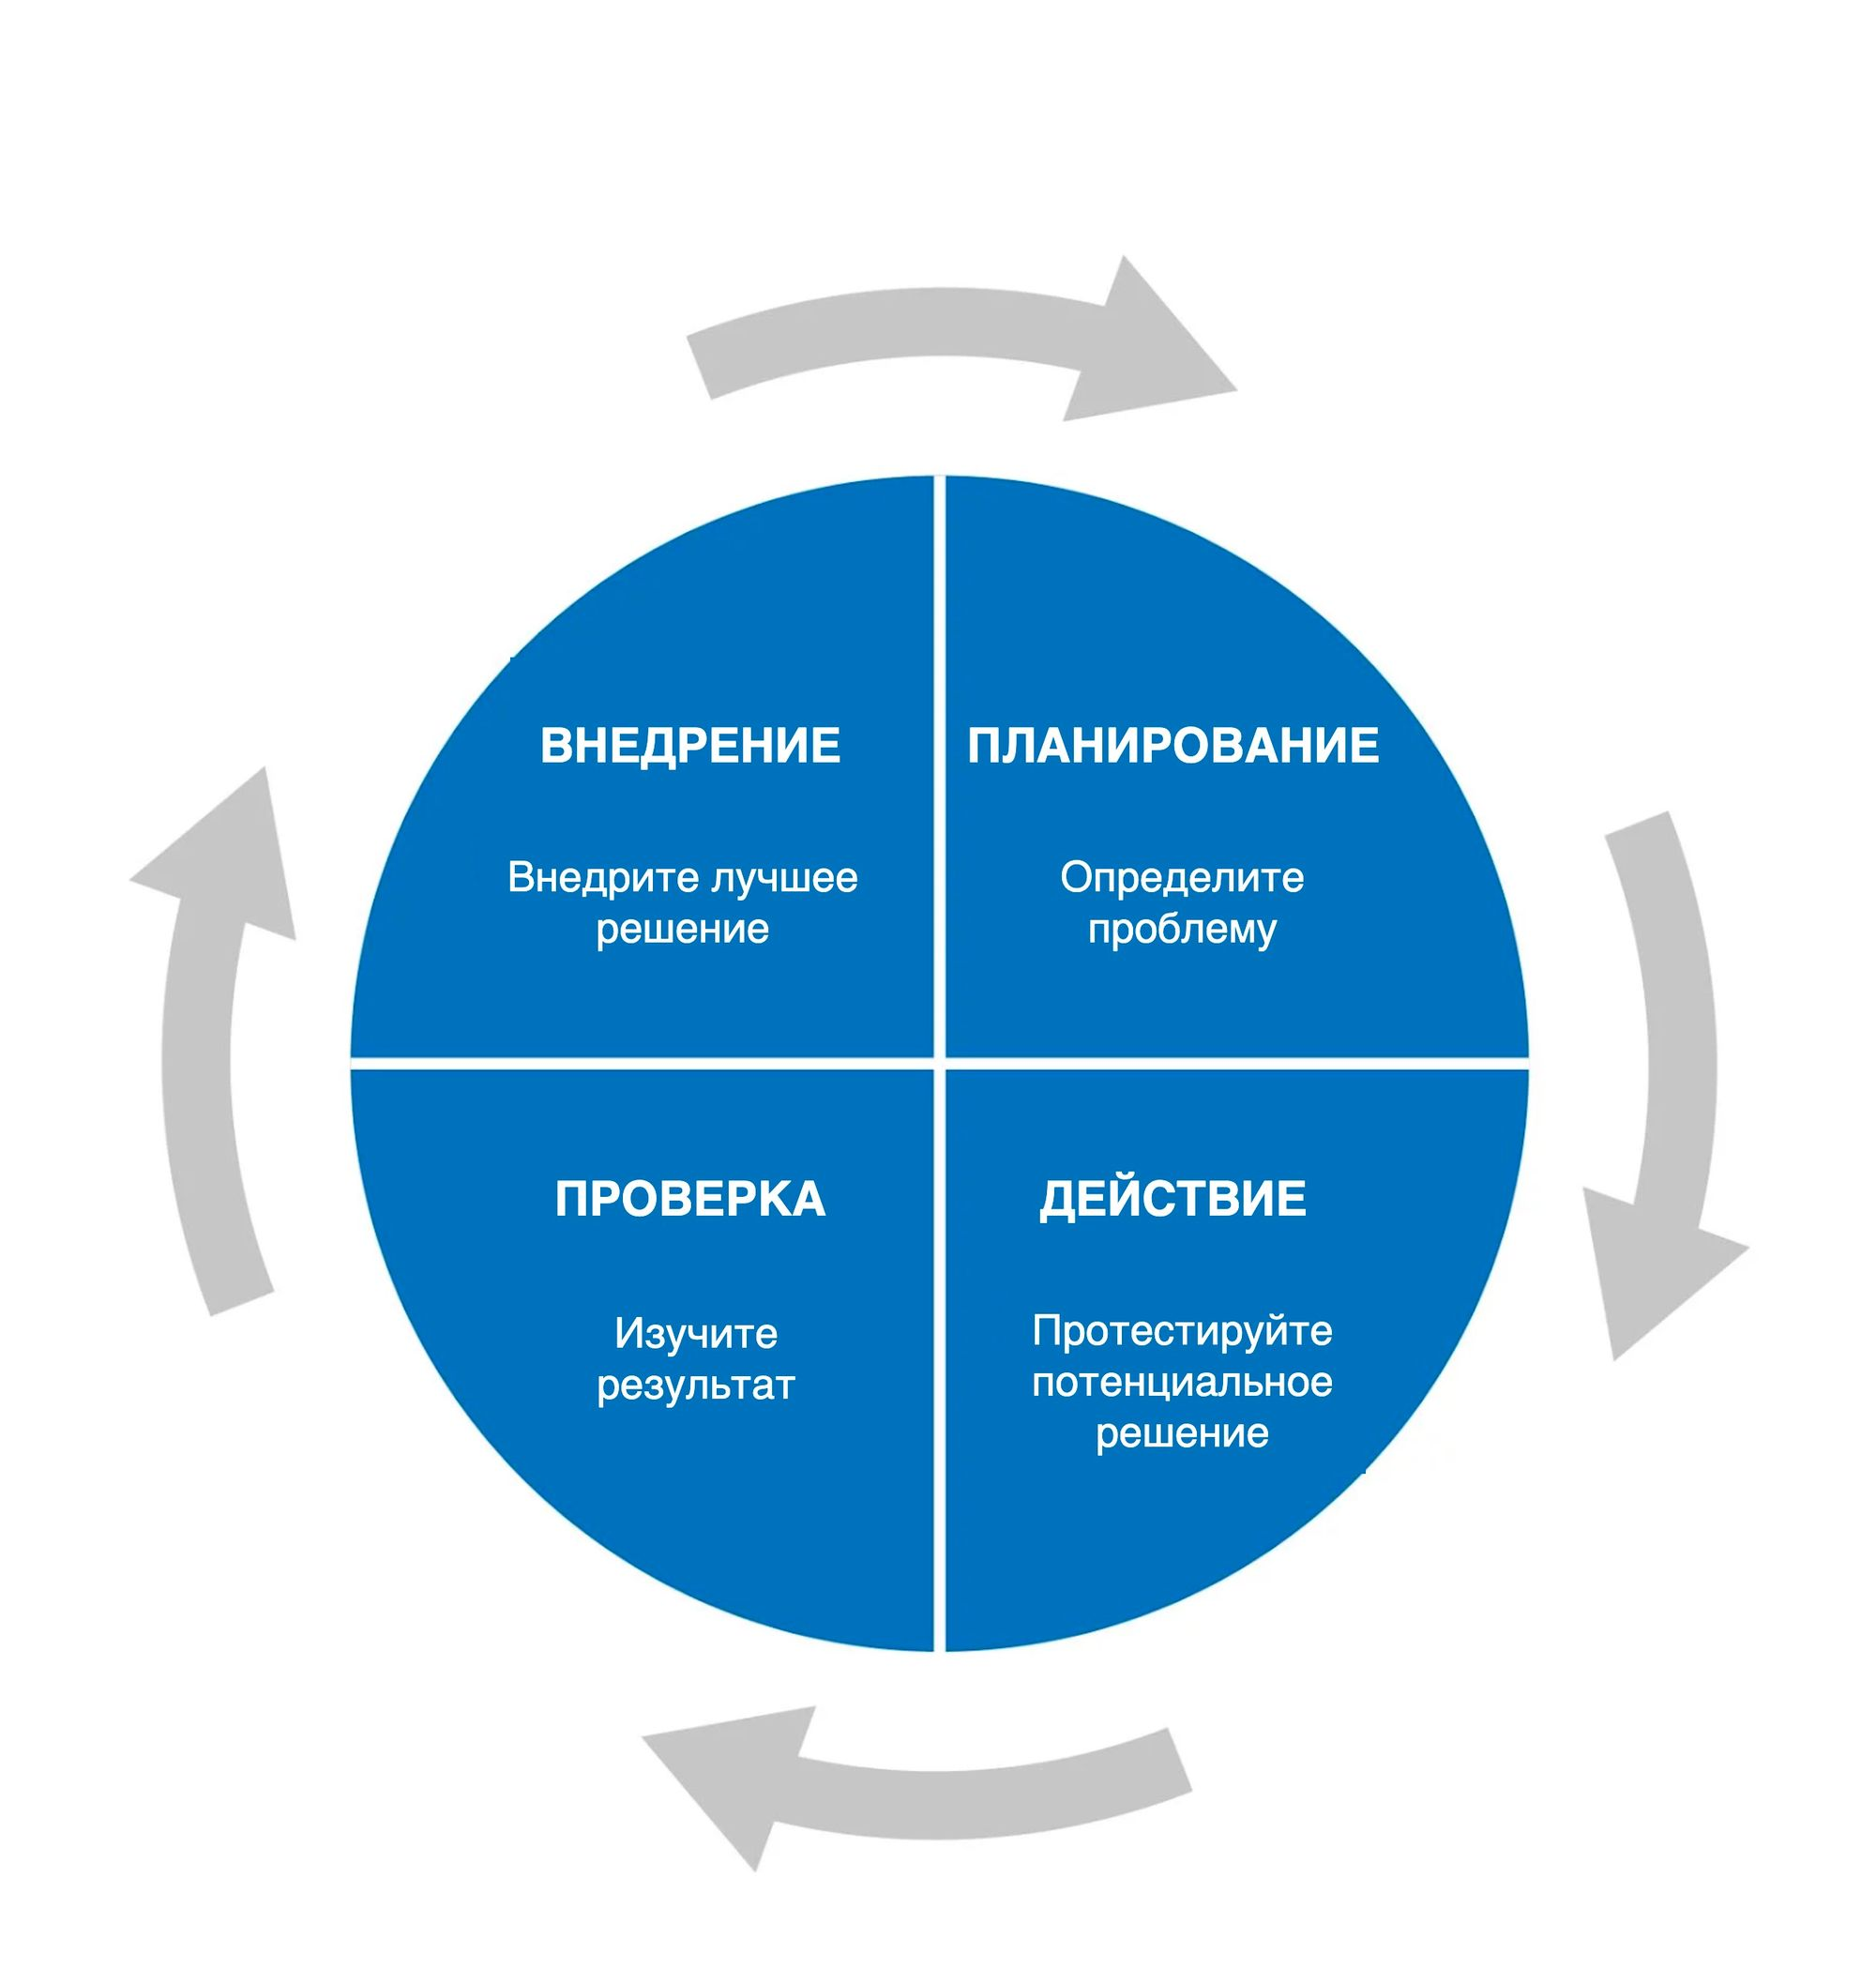 ВНЕДРЕНИЕ
Внедрите лучшее
решение
ПЛАНИРОВАНИЕ
Определите
проблему
ПРОВЕРКА
Изучите
результат
ДЕЙСТВИЕ
Протестируйте
потенциальное
решение